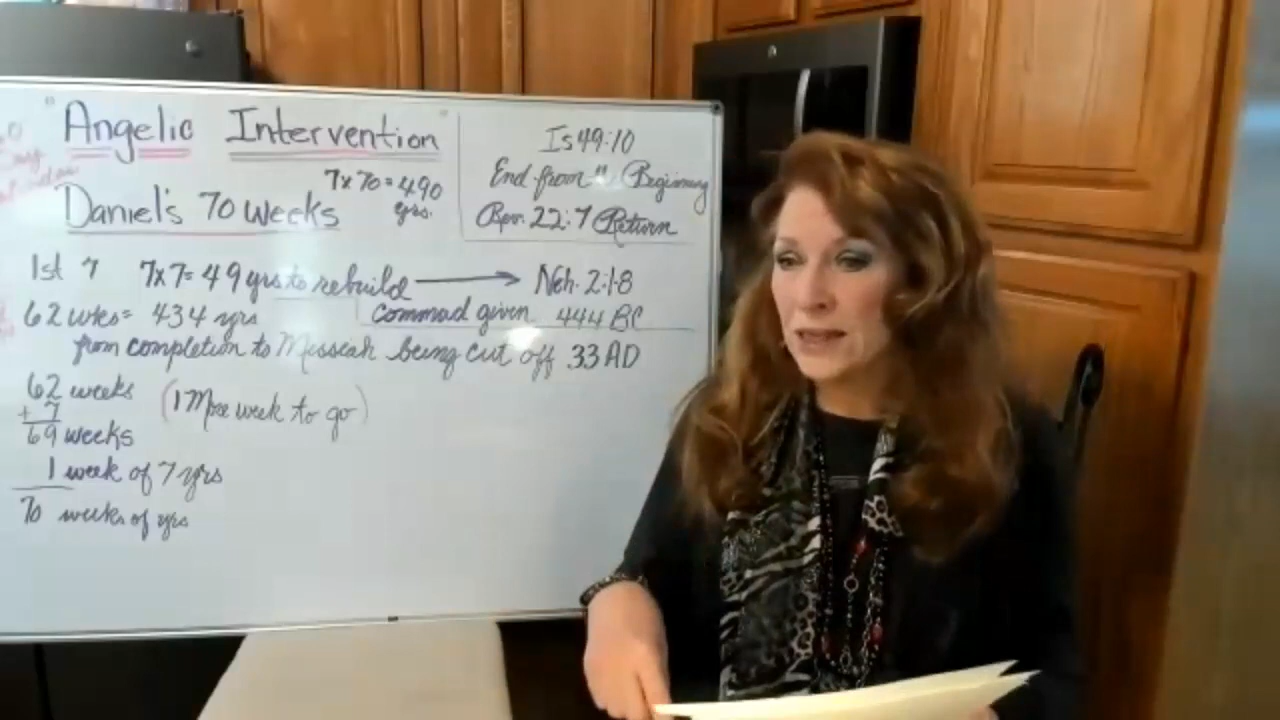 "Angelic Intervention"
7x70=490 yrs.
Daniel's 70 weeks
Is 49:10
End from " Beginning
Rev. 22:7 Return
1st 7 7x7= 49 yrs to rebuild → Neh. 2:1-8
62 wks= 434 yrs Commad given 444 BC
from completion to Messeah being cut off 33 AD
62 weeks (1 More week to go)
+ 7
69 weeks
1 week of 7 yrs
70 weeks of yrs